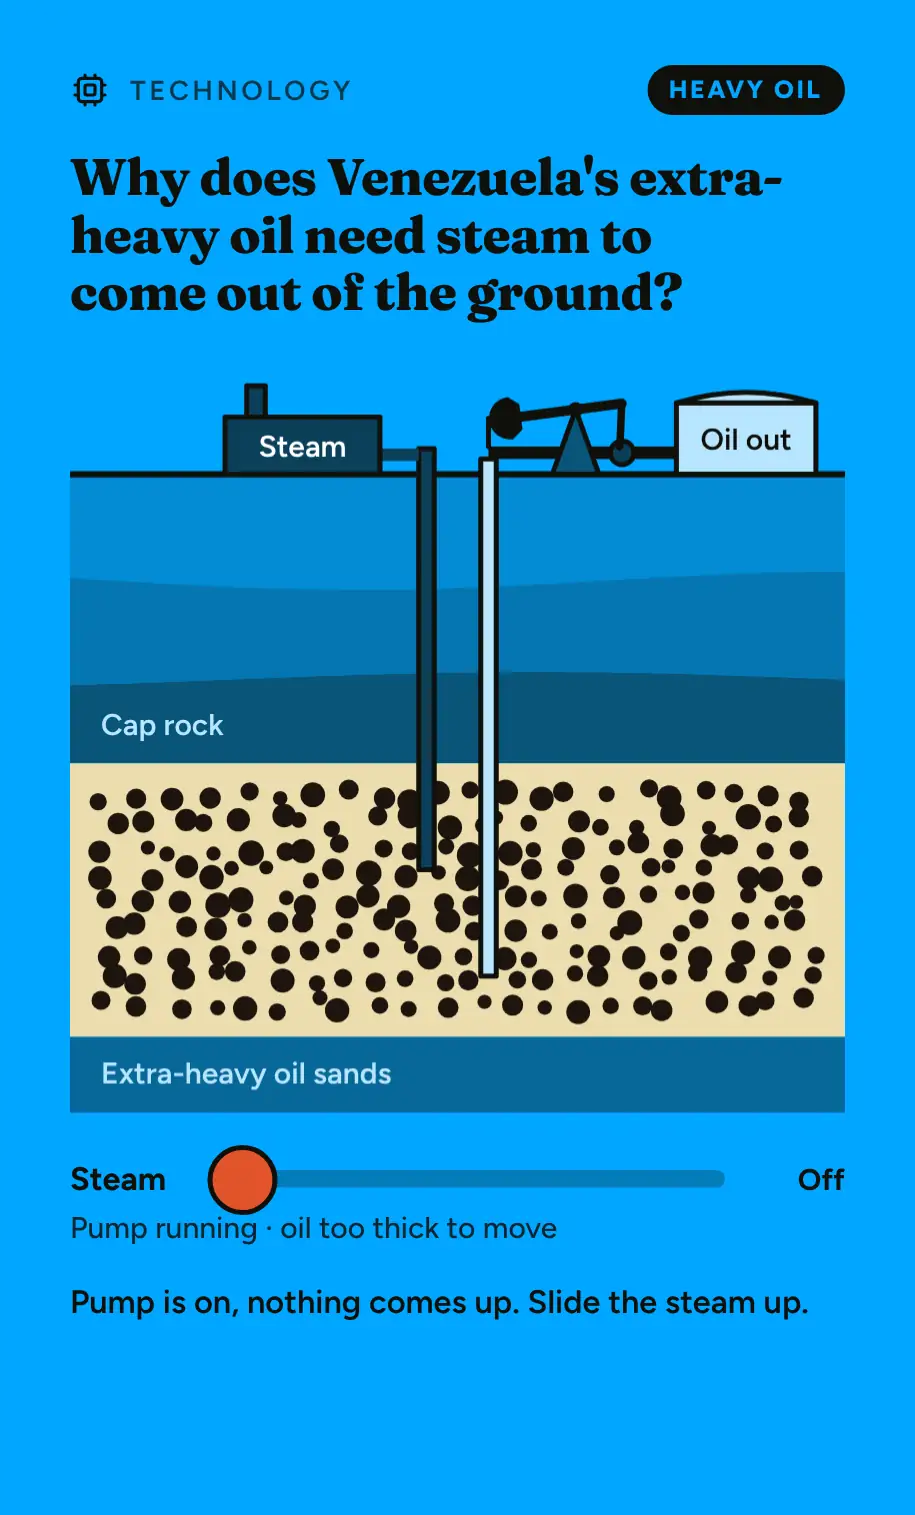 TECHNOLOGY
HEAVY OIL
Why does Venezuela's extra-
heavy oil need steam to
come out of the ground?
Steam
Oil out
Cap rock
Extra-heavy oil sands
Steam
Off
Pump running · oil too thick to move
Pump is on, nothing comes up. Slide the steam up.